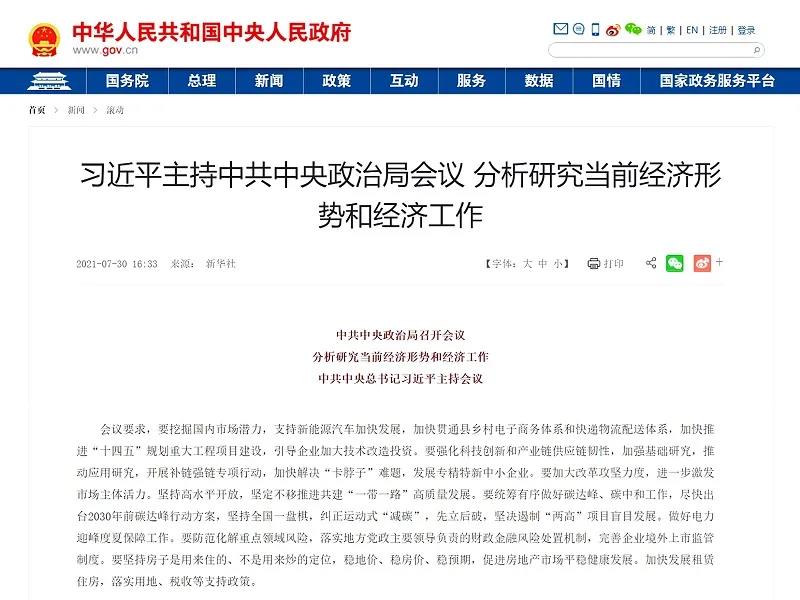 中华人民共和国中央人民政府
www.gov.cn
简 | 繁 | EN | 注册 | 登录
国务院 总理 新闻 政策 互动 服务 数据 国情 国家政务服务平台
首页 > 新闻 > 滚动
习近平主持中共中央政治局会议 分析研究当前经济形
势和经济工作
2021-07-30 16:33 来源： 新华社 【字体：大 中 小】 打印 +
中共中央政治局召开会议
分析研究当前经济形势和经济工作
中共中央总书记习近平主持会议
会议要求，要挖掘国内市场潜力，支持新能源汽车加快发展，加快贯通县乡村电子商务体系和快递物流配送体系，加快推
进“十四五”规划重大工程项目建设，引导企业加大技术改造投资。要强化科技创新和产业链供应链韧性，加强基础研究，推
动应用研究，开展补链强链专项行动，加快解决“卡脖子”难题，发展专精特新中小企业。要加大改革攻坚力度，进一步激发
市场主体活力。坚持高水平开放，坚定不移推进共建“一带一路”高质量发展。要统筹有序做好碳达峰、碳中和工作，尽快出
台2030年前碳达峰行动方案，坚持全国一盘棋，纠正运动式“减碳”，先立后破，坚决遏制“两高”项目盲目发展。做好电力
迎峰度夏保障工作。要防范化解重点领域风险，落实地方党政主要领导负责的财政金融风险处置机制，完善企业境外上市监管
制度。要坚持房子是用来住的、不是用来炒的定位，稳地价、稳房价、稳预期，促进房地产市场平稳健康发展。加快发展租赁
住房，落实用地、税收等支持政策。